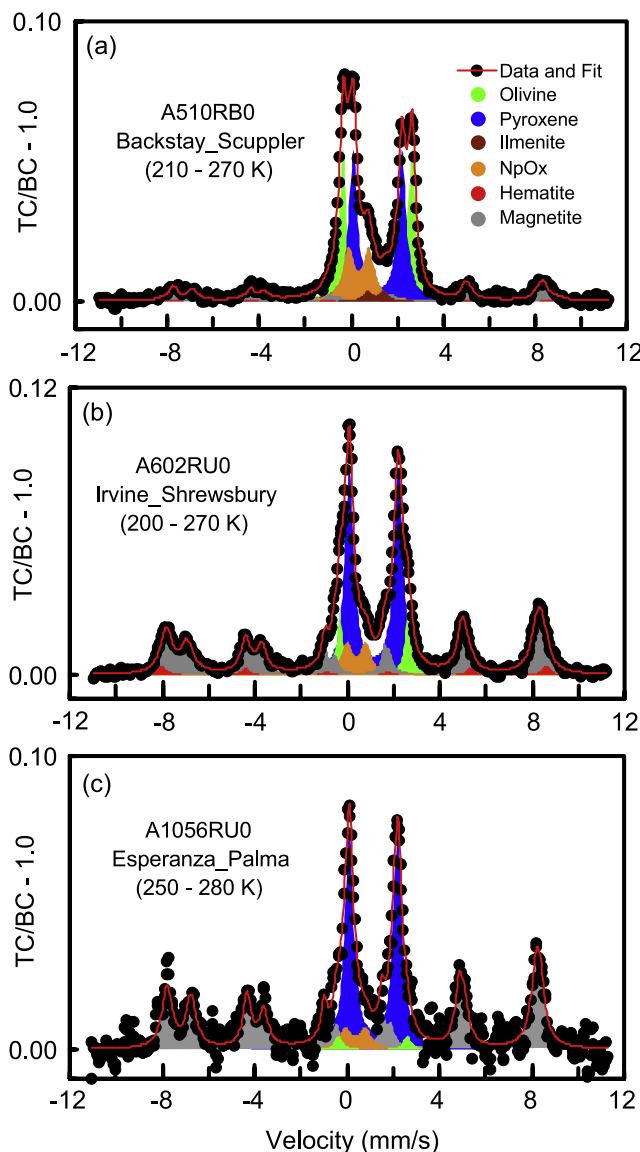 0.10
(a)
A510RB0
Backstay_Scuppler
(210 - 270 K)
Data and Fit
Olivine
Pyroxene
Ilmenite
NpOx
Hematite
Magnetite
TC/BC - 1.0
0.00
-12 -8 -4 0 4 8 12
0.12
(b)
A602RU0
Irvine_Shrewsbury
(200 - 270 K)
TC/BC - 1.0
0.00
-12 -8 -4 0 4 8 12
0.10
(c)
A1056RU0
Esperanza_Palma
(250 - 280 K)
TC/BC - 1.0
0.00
-12 -8 -4 0 4 8 12
Velocity (mm/s)